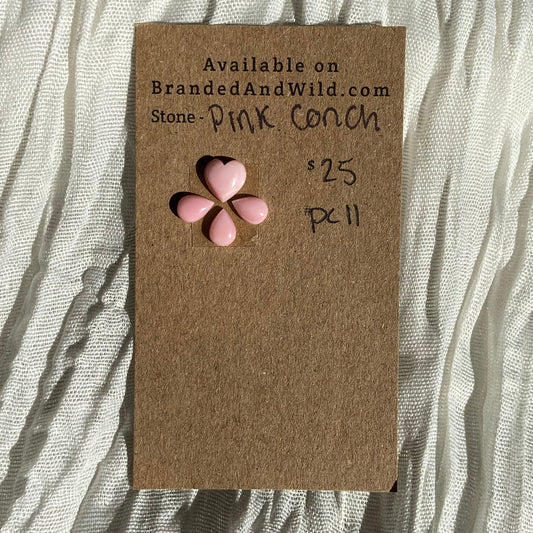 Available on
BrandedAndWild.com
Stone - Pink Conch
$25
#pc11